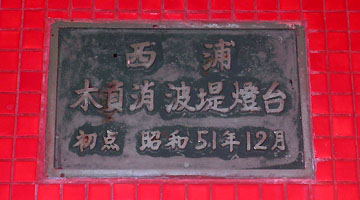 西浦
木負消波堤燈台
初点 昭和51年12月